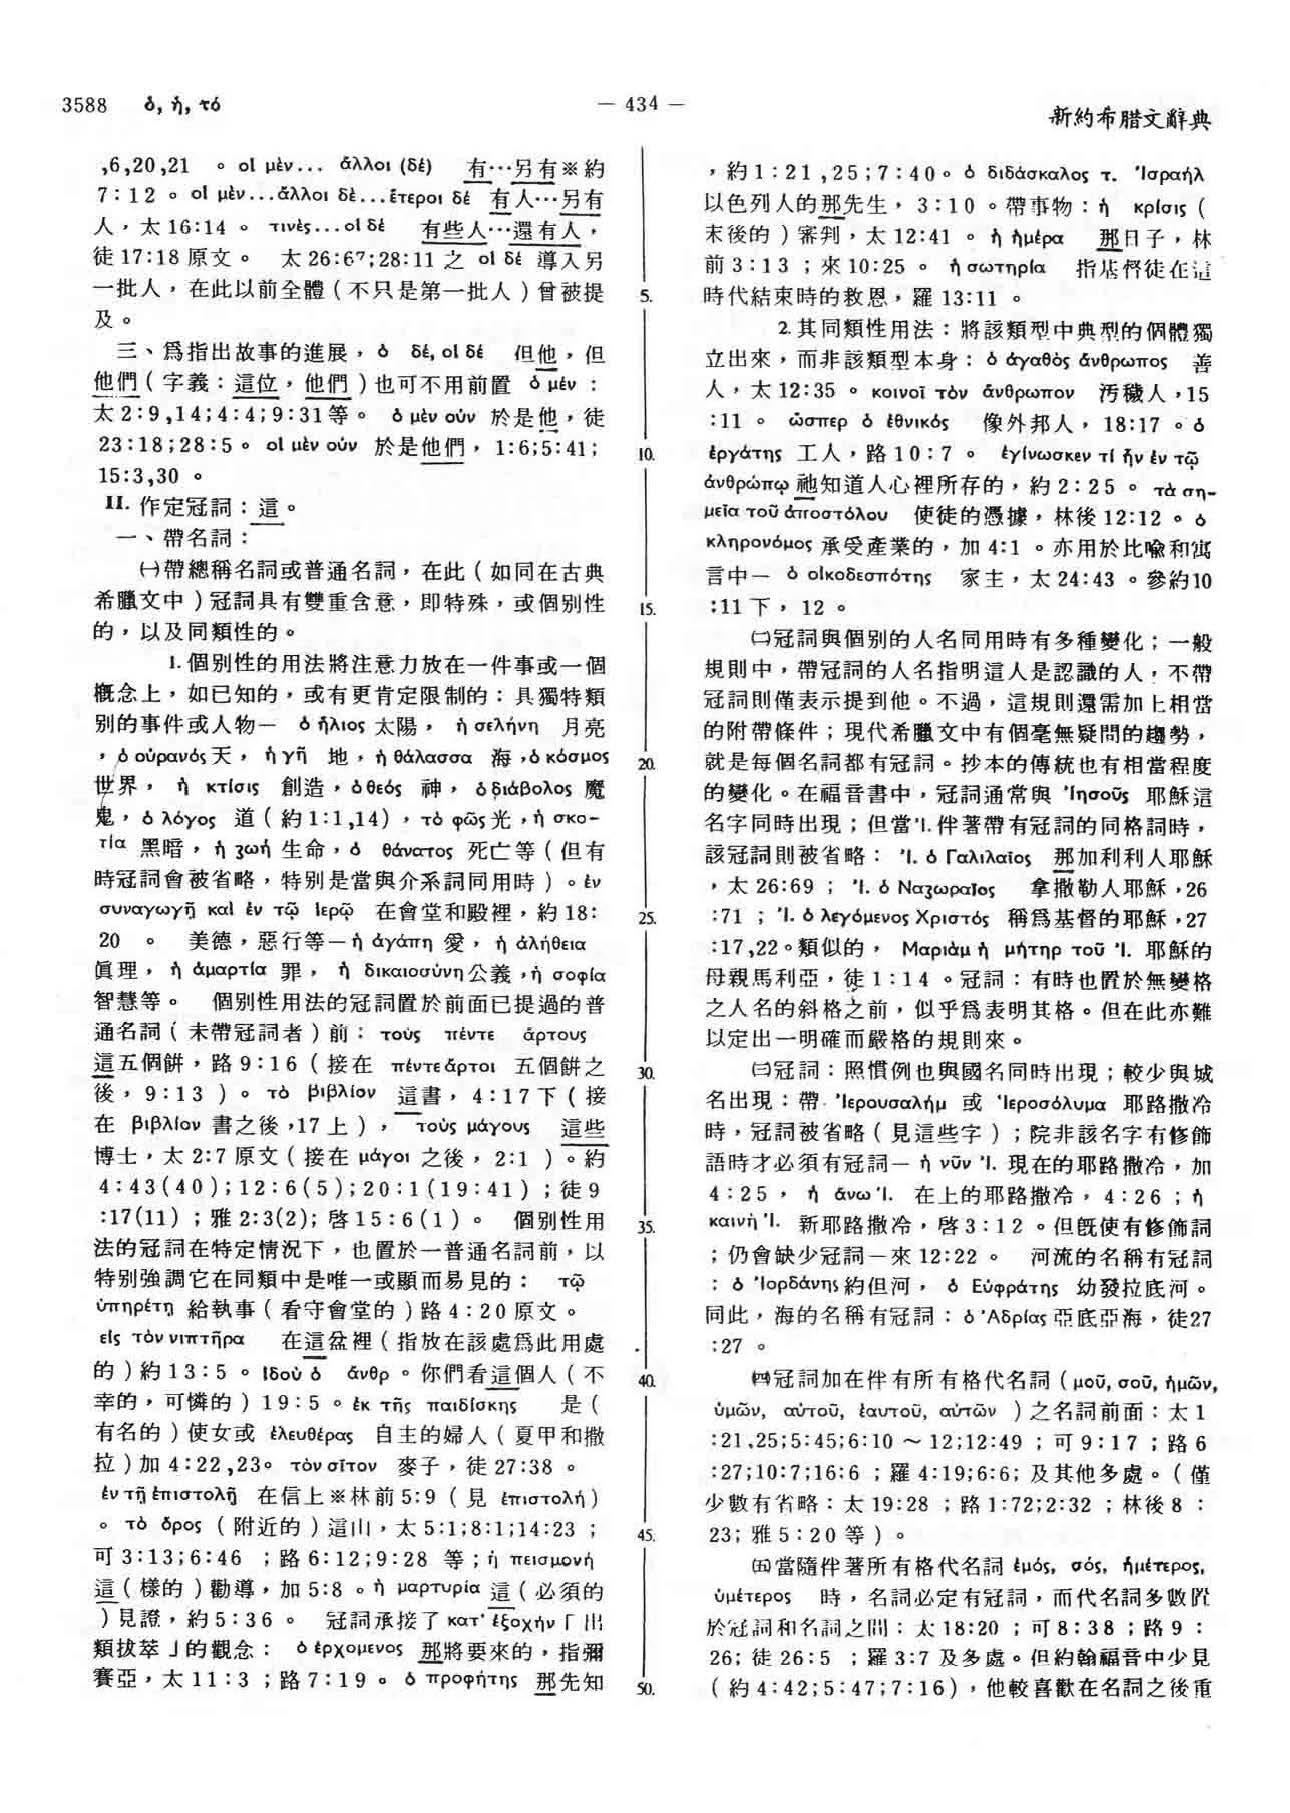 3588 ὁ, ἡ, τό
— 434 —
新約希腊文辭典
,6,20,21 。 οἱ μὲν... ἄλλοι (δέ) 有…另有※約
7:12 。 οἱ μὲν...ἄλλοι δὲ...ἕτεροι δέ 有人…另有
人，太16:14 。 τινὲς...οἱ δέ 有些人…還有人，
徒17:18 原文。 太26:67;28:11 之 οἱ δέ 導入另
一批人，在此以前全體（不只是第一批人）曾被提
及。
三、爲指出故事的進展，ὁ δέ, οἱ δέ 但他，但
他們（字義：這位，他們）也可不用前置 ὁ μέν :
太2:9,14;4:4;9:31等。 ὁ μὲν οὖν 於是他，徒
23:18;28:5。 οἱ μὲν οὖν 於是他們， 1:6;5:41;
15:3,30 。
II. 作定冠詞：這。
一、帶名詞：
㈠帶總稱名詞或普通名詞，在此（如同在古典
希臘文中）冠詞具有雙重含意，即特殊，或個別性
的，以及同類性的。
1. 個別性的用法將注意力放在一件事或一個
概念上，如已知的，或有更肯定限制的：具獨特類
別的事件或人物— ὁ ἥλιος 太陽， ἡ σελήνη 月亮
，ὁ οὐρανός 天， ἡ γῆ 地，ἡ θάλασσα 海，ὁ κόσμος
世界， ἡ κτίσις 創造，ὁ θεός 神，ὁ διάβολος 魔
鬼，ὁ λόγος 道（約1:1,14），τὸ φῶς 光，ἡ σκο-
τία 黑暗，ἡ ζωή 生命，ὁ θάνατος 死亡等（但有
時冠詞會被省略，特別是當與介系詞同用時）。ἐν
συναγωγῇ καὶ ἐν τῷ ἱερῷ 在會堂和殿裡，約18:
20 。 美德，惡行等—ἡ ἀγάπη 愛，ἡ ἀλήθεια
眞理，ἡ ἁμαρτία 罪， ἡ δικαιοσύνη 公義，ἡ σοφία
智慧等。 個別性用法的冠詞置於前面已提過的普
通名詞（未帶冠詞者）前：τοὺς πέντε ἄρτους
這五個餅，路9:16（接在 πέντε ἄρτοι 五個餅之
後，9:13）。τὸ βιβλίον 這書，4:17下（接
在 βιβλίον 書之後，17上），τοὺς μάγους 這些
博士，太2:7原文（接在 μάγοι 之後，2:1 ）。約
4:43(40);12:6(5);20:1(19:41) ;徒9
:17(11) ;雅2:3(2);啓15:6(1)。 個別性用
法的冠詞在特定情況下，也置於一普通名詞前，以
特別強調它在同類中是唯一或顯而易見的： τῷ
ὑπηρέτῃ 給執事（看守會堂的）路4:20原文。
εἰς τὸν νιπτῆρα 在這盆裡（指放在該處爲此用處
的）約13:5。ἰδοὺ ὁ ἄνθρ。你們看這個人（不
幸的，可憐的）19:5。ἐκ τῆς παιδίσκης 是（
有名的）使女或 ἐλευθέρας 自主的婦人（夏甲和撒
拉）加4:22,23。 τὸν σῖτον 麥子，徒27:38 。
ἐν τῇ ἐπιστολῇ 在信上※林前5:9（見 ἐπιστολή）
。 τὸ ὄρος（附近的）這山，太5:1;8:1;14:23 ;
可3:13;6:46 ;路6:12;9:28 等;ἡ πεισμονή
這（樣的）勸導，加5:8。ἡ μαρτυρία 這（必須的
）見證，約5:36。 冠詞承接了 κατ' ἐξοχήν「出
類拔萃」的觀念： ὁ ἐρχομενος 那將要來的，指彌
賽亞，太11:3 ;路7:19。 ὁ προφήτης 那先知
5.
10.
15.
20.
25.
30.
35.
40.
45.
50.
，約1:21,25;7:40。ὁ διδάσκαλος τ. Ἰσραήλ
以色列人的那先生， 3:10 。帶事物：ἡ κρίσις（
末後的）審判，太12:41 。ἡ ἡμέρα 那日子，林
前3:13 ;來10:25 。 ἡ σωτηρία 指基督徒在這
時代結束時的救恩，羅13:11 。
2. 其同類性用法：將該類型中典型的個體獨
立出來，而非該類型本身：ὁ ἀγαθὸς ἄνθρωπος 善
人，太12:35 。 κοινοῖ τὸν ἄνθρωπον 汚穢人，15
:11 。 ὥσπερ ὁ ἐθνικός 像外邦人，18:17 。ὁ
ἐργάτης 工人，路10:7 。 ἐγίνωσκεν τί ἦν ἐν τῷ
ἀνθρώπῳ 祂知道人心裡所存的，約2:25 。 τὰ ση-
μεῖα τοῦ ἀποστόλου 使徒的憑據，林後12:12 。ὁ
κληρονόμος 承受產業的，加4:1 。亦用於比喩和寓
言中— ὁ οἰκοδεσπότης 家主，太24:43 。參約10
:11下，12 。
㈡冠詞與個別的人名同用時有多種變化；一般
規則中，帶冠詞的人名指明這人是認識的人，不帶
冠詞則僅表示提到他。不過，這規則還需加上相當
的附帶條件；現代希臘文中有個毫無疑問的趨勢，
就是每個名詞都有冠詞。抄本的傳統也有相當程度
的變化。在福音書中，冠詞通常與 Ἰησοῦς 耶穌這
名字同時出現；但當 Ἰ. 伴著帶有冠詞的同格詞時，
該冠詞則被省略： Ἰ. ὁ Γαλιλαῖος 那加利利人耶穌
，太26:69 ; Ἰ. ὁ Ναζωραῖος 拿撒勒人耶穌，26
:71 ; Ἰ. ὁ λεγόμενος Χριστός 稱爲基督的耶穌，27
:17,22。類似的， Μαριὰμ ἡ μήτηρ τοῦ Ἰ. 耶穌的
母親馬利亞，徒1:14 。冠詞：有時也置於無變格
之人名的斜格之前，似乎爲表明其格。但在此亦難
以定出一明確而嚴格的規則來。
㈢冠詞：照慣例也與國名同時出現；較少與城
名出現：帶 Ἰερουσαλήμ 或 Ἱεροσόλυμα 耶路撒冷
時，冠詞被省略（見這些字）；院非該名字有修飾
語時才必須有冠詞— ἡ νῦν Ἰ. 現在的耶路撒冷，加
4:25， ἡ ἄνω Ἰ. 在上的耶路撒冷，4:26 ; ἡ
καινὴ Ἰ. 新耶路撒冷，啓3:12 。但旣使有修飾詞
；仍會缺少冠詞—來12:22 。 河流的名稱有冠詞
：ὁ Ἰορδάνης 約但河， ὁ Εὐφράτης 幼發拉底河。
同此，海的名稱有冠詞：ὁ Ἀδρίας 亞底亞海，徒27
:27 。
㈣冠詞加在伴有所有格代名詞（μοῦ, σοῦ, ἡμῶν,
ὑμῶν, αὐτοῦ, ἑαυτοῦ, αὐτῶν ）之名詞前面：太1
:21,25;5:45;6:10～12;12:49 ;可9:17 ;路6
:27;10:7;16:6 ;羅4:19;6:6;及其他多處。（僅
少數有省略：太19:28 ;路1:72;2:32 ;林後8 :
23;雅5:20等）。
㈤當隨伴著所有格代名詞 ἐμός, σός, ἡμέτερος,
ὑμέτερος 時，名詞必定有冠詞，而代名詞多數置
於冠詞和名詞之間：太18:20 ;可8:38 ;路9 :
26;徒26:5 ;羅3:7及多處。但約翰福音中少見
（約4:42;5:47;7:16），他較喜歡在名詞之後重